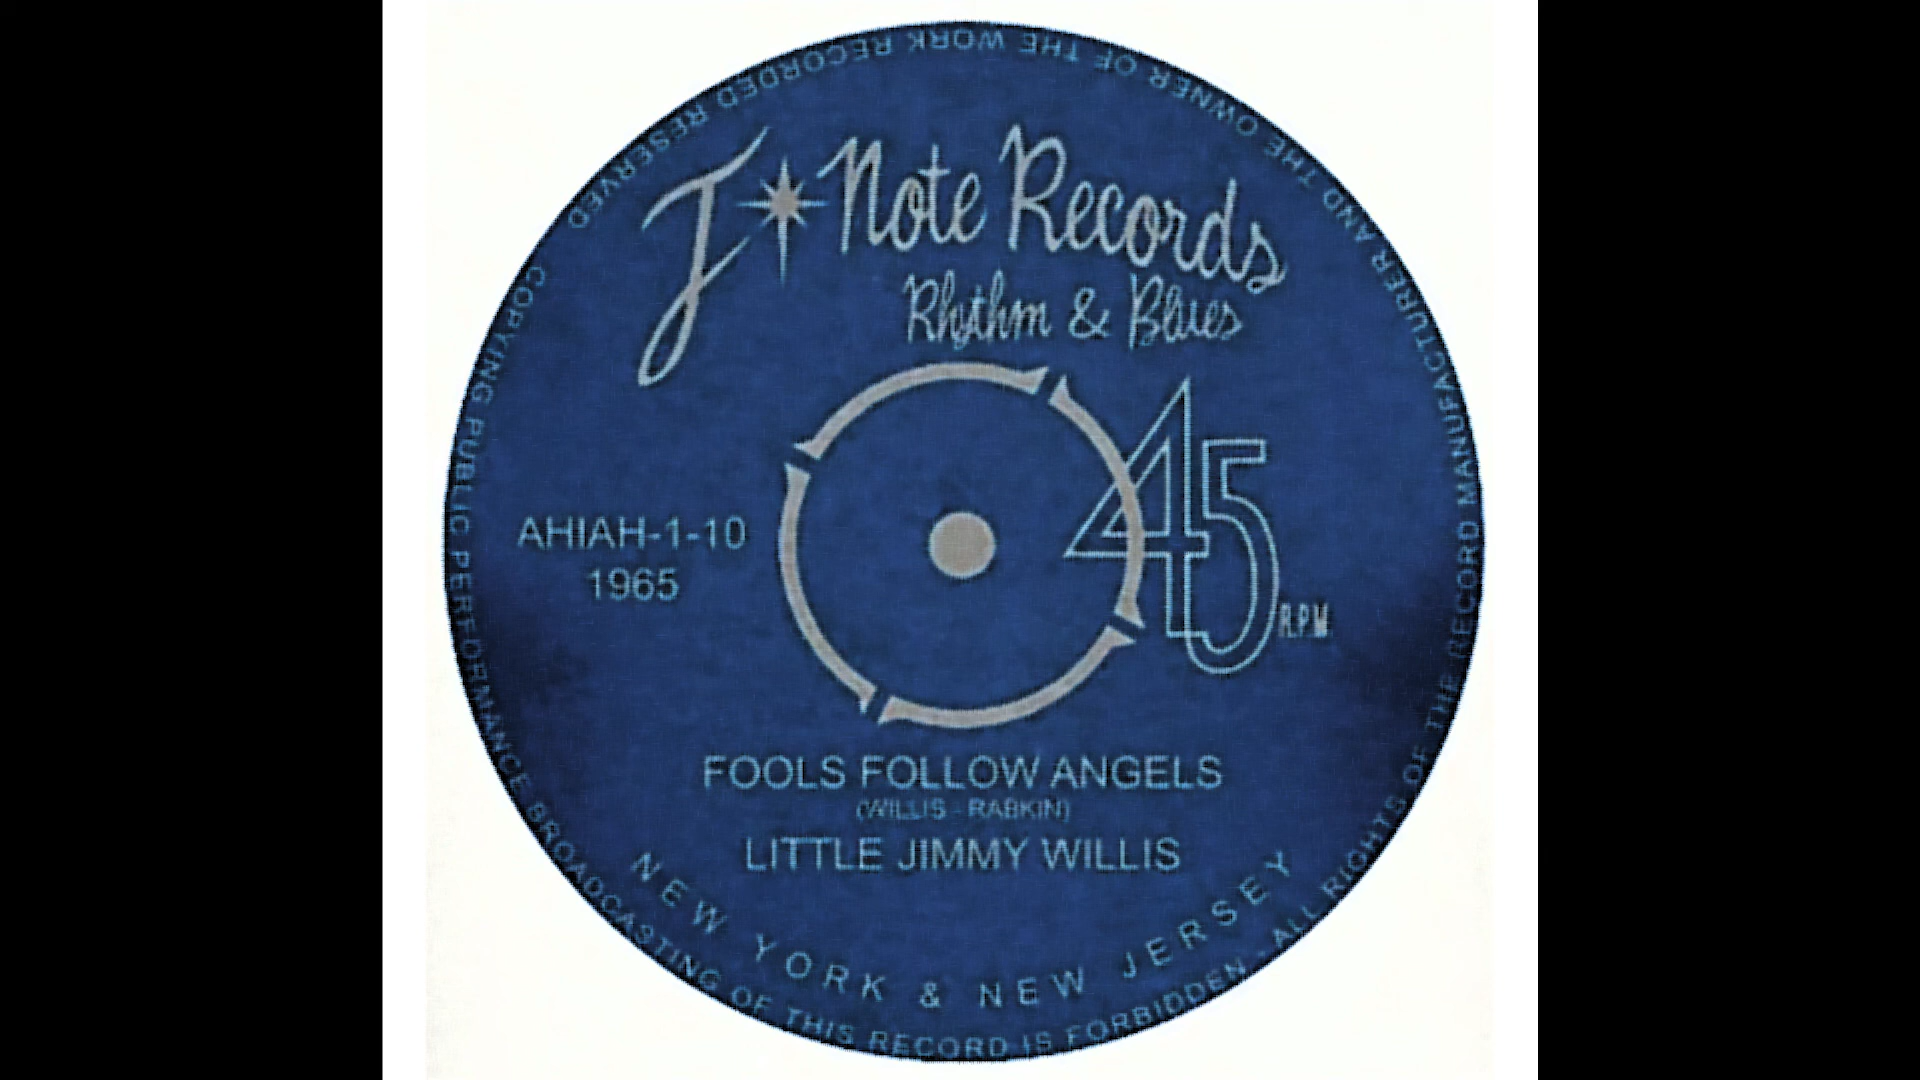 J Note Records
Rhythm & Blues
45
R.P.M.
AHIAH-1-10
1965
FOOLS FOLLOW ANGELS
(WILLIS - RABKIN)
LITTLE JIMMY WILLIS
NEW YORK & NEW JERSEY
COPYING PUBLIC PERFORMANCE BROADCASTING OF THIS RECORD IS FORBIDDEN - ALL RIGHTS OF THE RECORD MANUFACTURER AND THE OWNER OF THE WORK RECORDED RESERVED